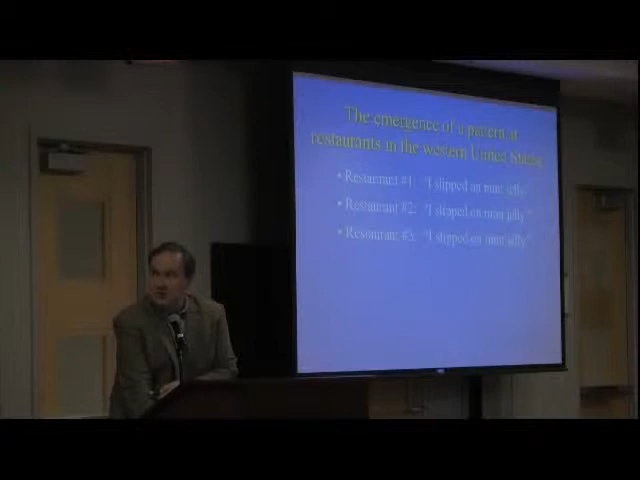 The emergence of a pattern at
restaurants in the western United States
• Restaurant #1: "I slipped on mint jelly"
• Restaurant #2: "I slipped on mint jelly"
• Restaurant #3: "I slipped on mint jelly"